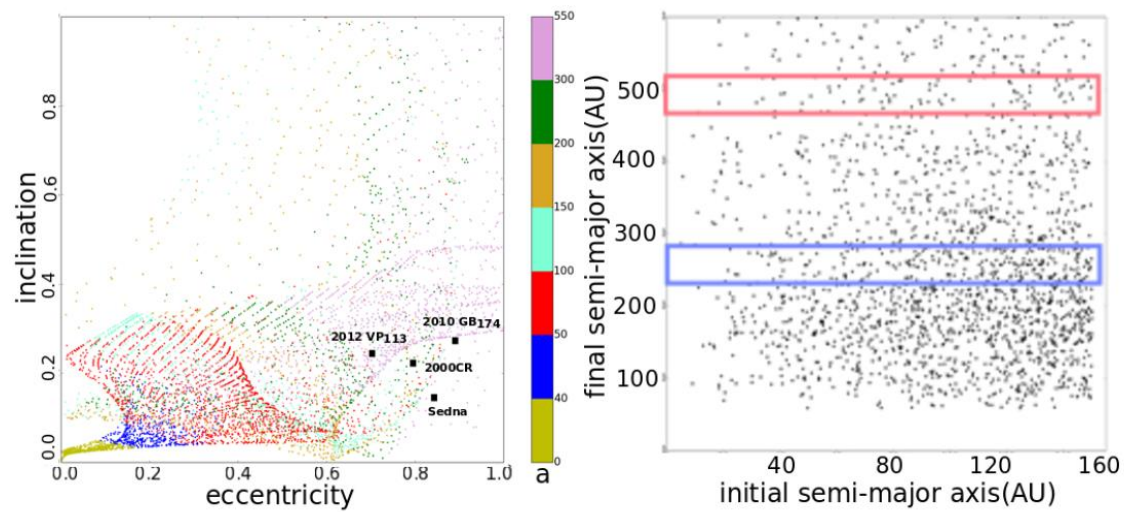 inclination
0.8
0.6
0.4
0.2
0.0
0.0 0.2 0.4 0.6 0.8 1.0
eccentricity
2012 VP113
2010 GB174
2000CR
Sedna
550
300
200
150
100
50
40
0
a
final semi-major axis(AU)
500
400
300
200
100
40 80 120 160
initial semi-major axis(AU)